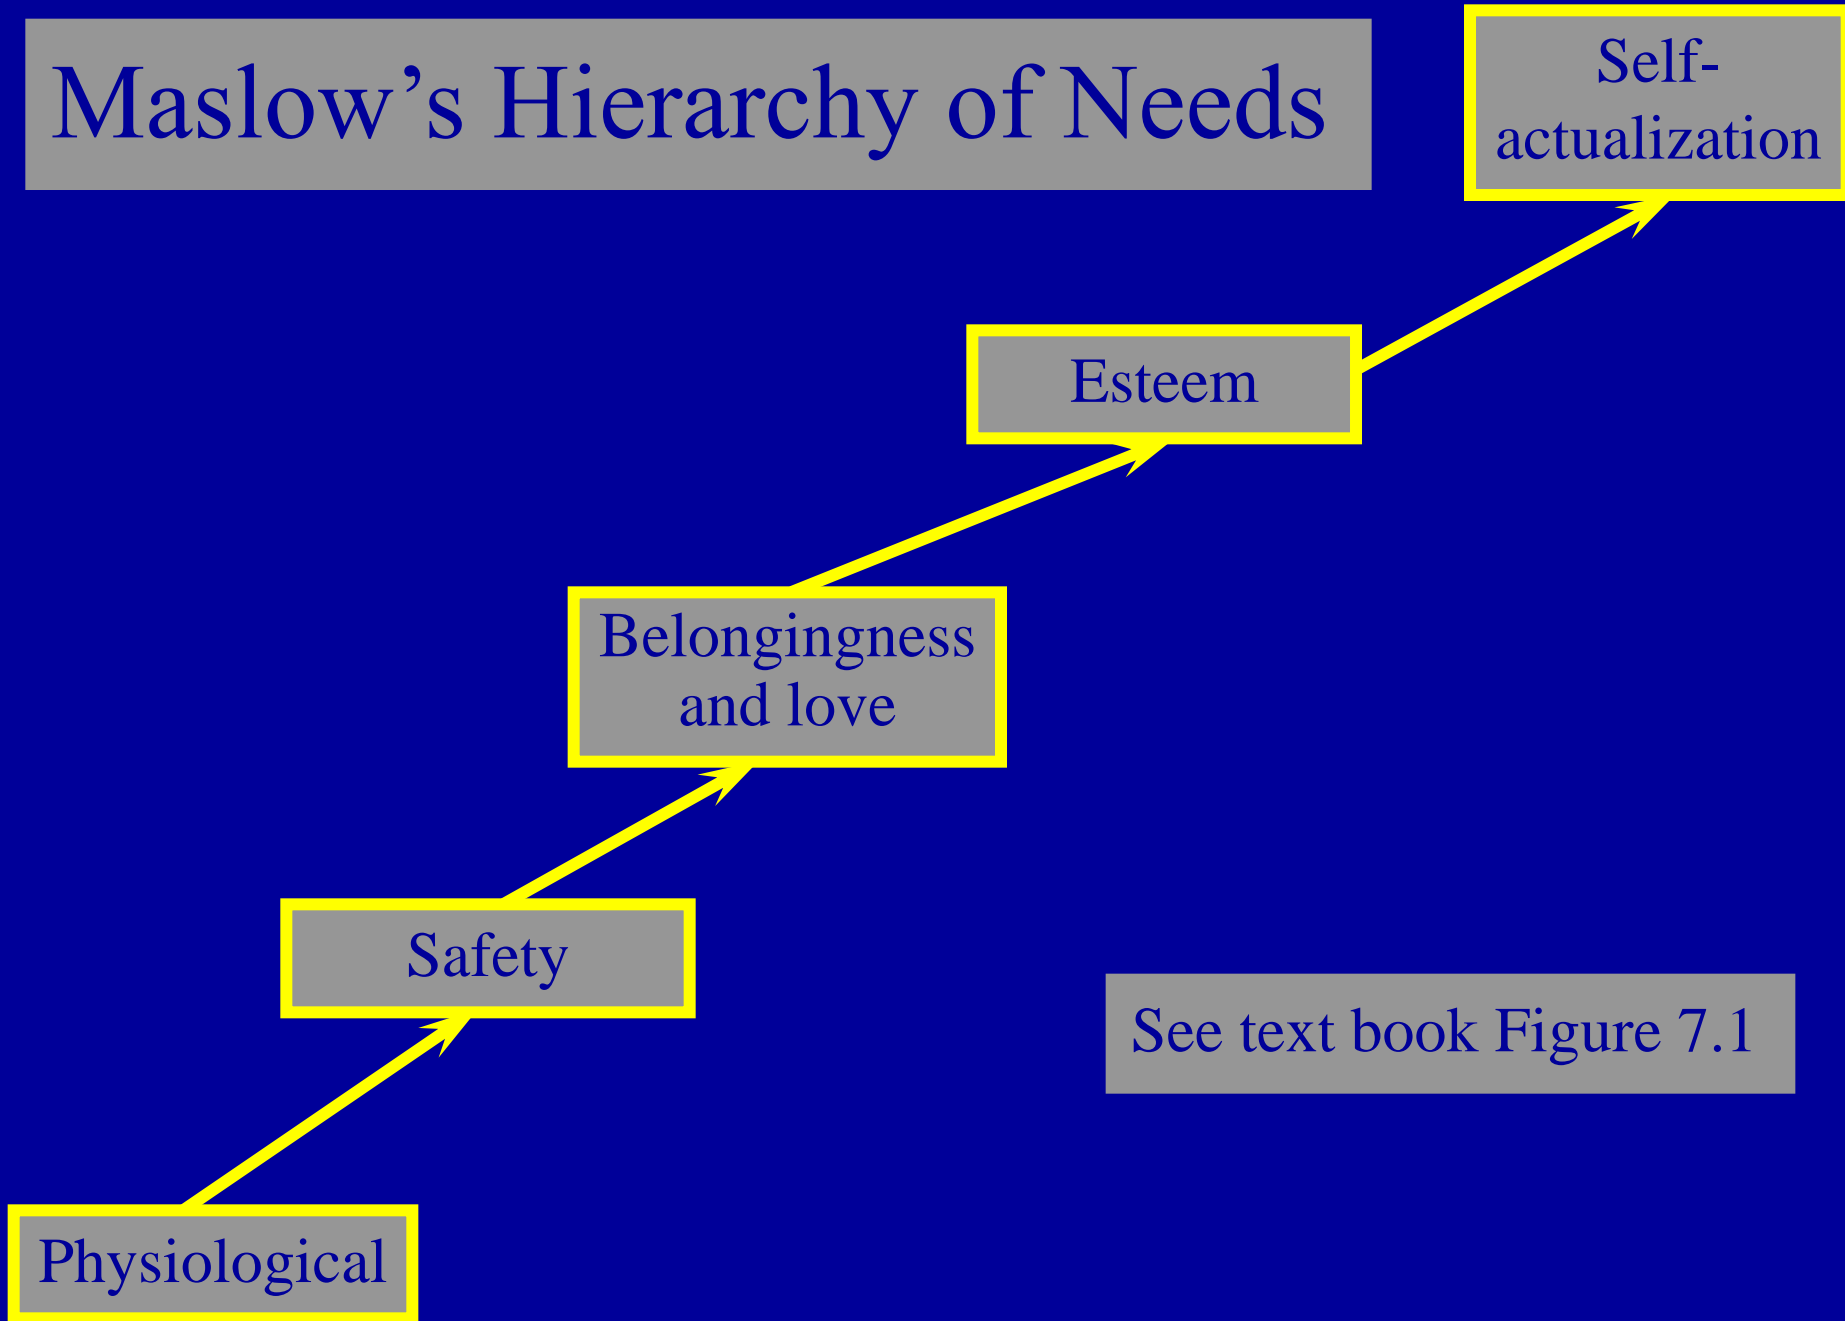 Maslow’s Hierarchy of Needs
Self-
actualization
Esteem
Belongingness
and love
Safety
See text book Figure 7.1
Physiological